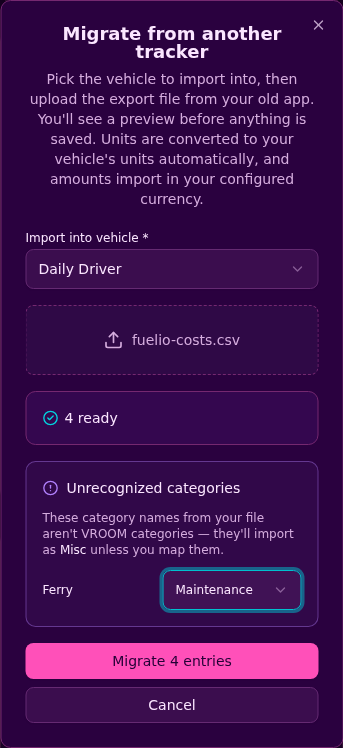 Migrate from another
tracker
Pick the vehicle to import into, then
upload the export file from your old app.
You'll see a preview before anything is
saved. Units are converted to your
vehicle's units automatically, and
amounts import in your configured
currency.
Import into vehicle *
Daily Driver
fuelio-costs.csv
4 ready
Unrecognized categories
These category names from your file
aren't VROOM categories — they'll import
as Misc unless you map them.
Ferry
Maintenance
Migrate 4 entries
Cancel